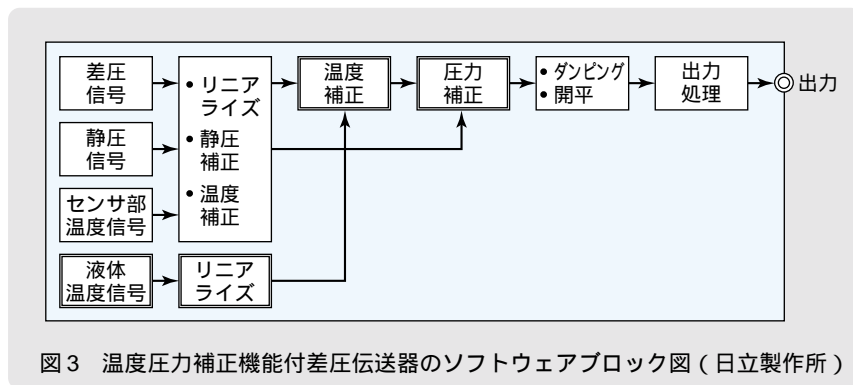 差圧
信号
静圧
信号
センサ部
温度信号
液体
温度信号
• リニア
ライズ
• 静圧
補正
• 温度
補正
リニア
ライズ
温度
補正
圧力
補正
• ダンピング
• 開平
出力
処理
出力
図3 温度圧力補正機能付差圧伝送器のソフトウェアブロック図(日立製作所)